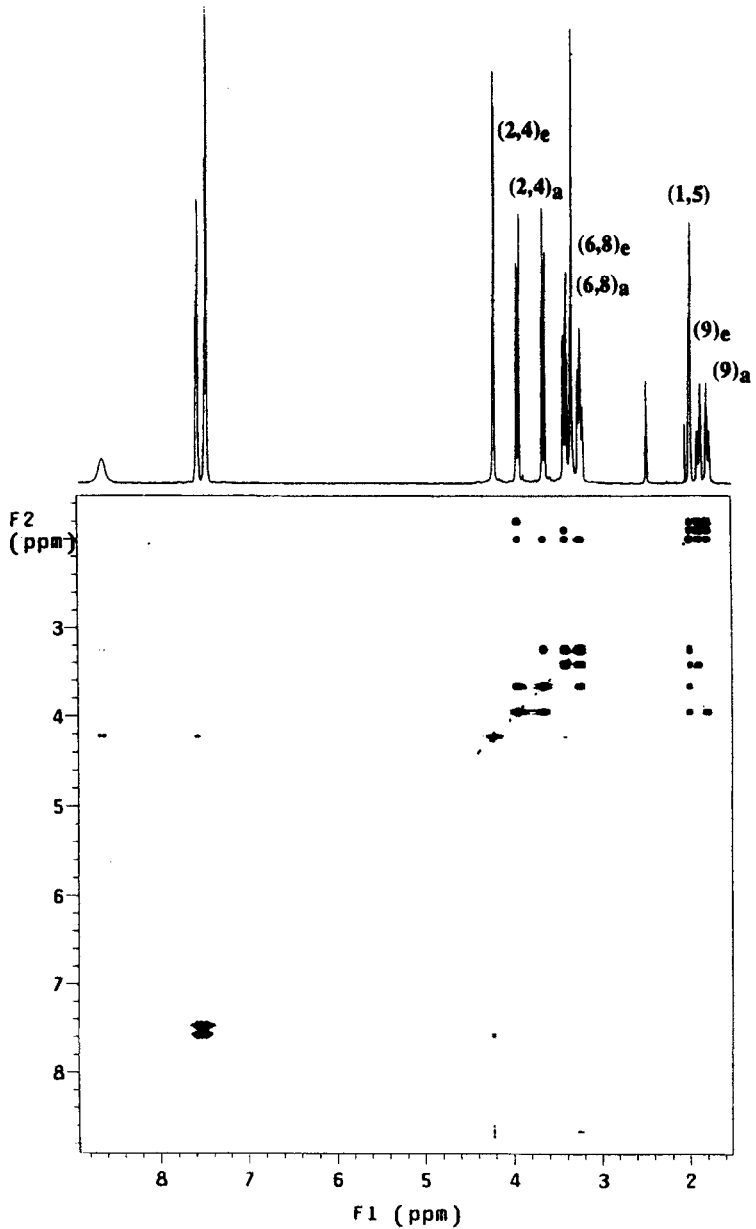 (2,4)e
(2,4)a
(1,5)
(6,8)e
(6,8)a
(9)e
(9)a
F2
(ppm)
3
4
5
6
7
8
8 7 6 5 4 3 2
F1 (ppm)